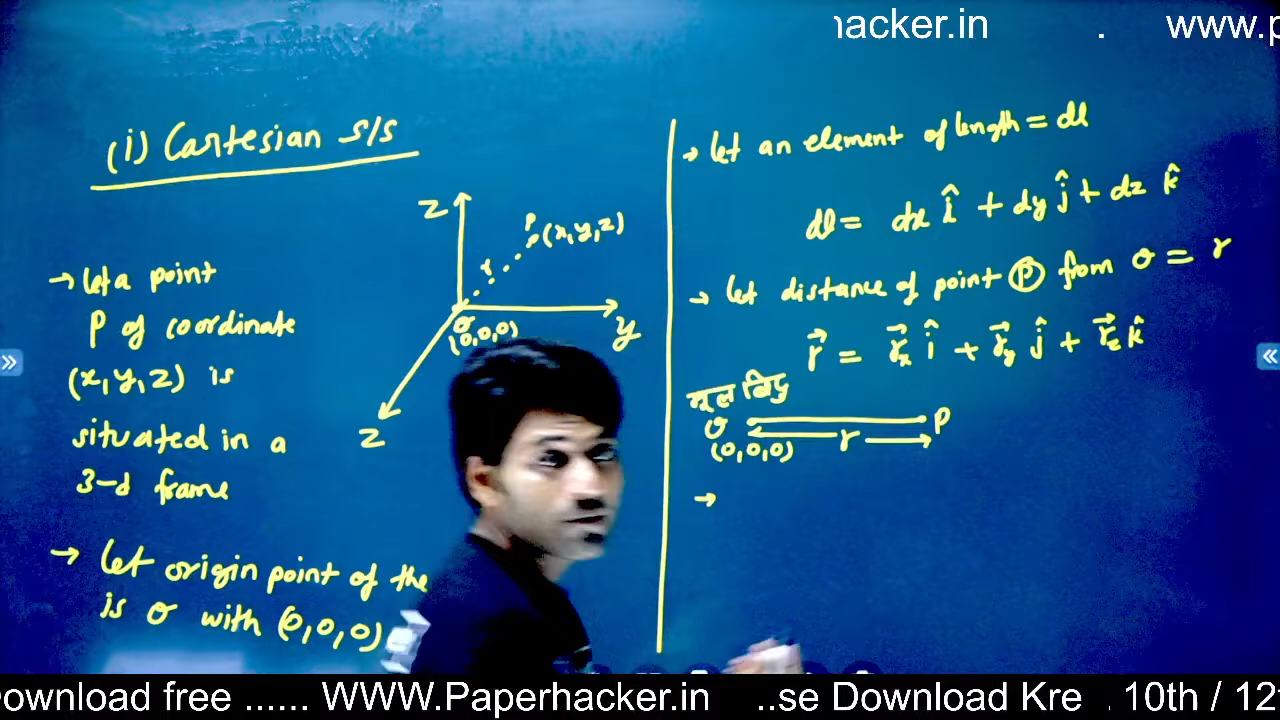 hacker.in . www.p
(i) Cartesian S/S
→ let a point
P of coordinate
(x,y,z) is
situated in a
3-d frame
→ let origin point of the
is O with (0,0,0)
Z
P (x,y,z)
r
O
(0,0,0)
y
Z
→ let an element of length = dl
dl = dx î + dy ĵ + dz k̂
→ let distance of point P from O = r
r⃗ = r⃗x î + r⃗y ĵ + r⃗z k̂
मूल बिंदु
O P
(0,0,0) r
→
ownload free ...... WWW.Paperhacker.in ..se Download Kre . 10th / 12